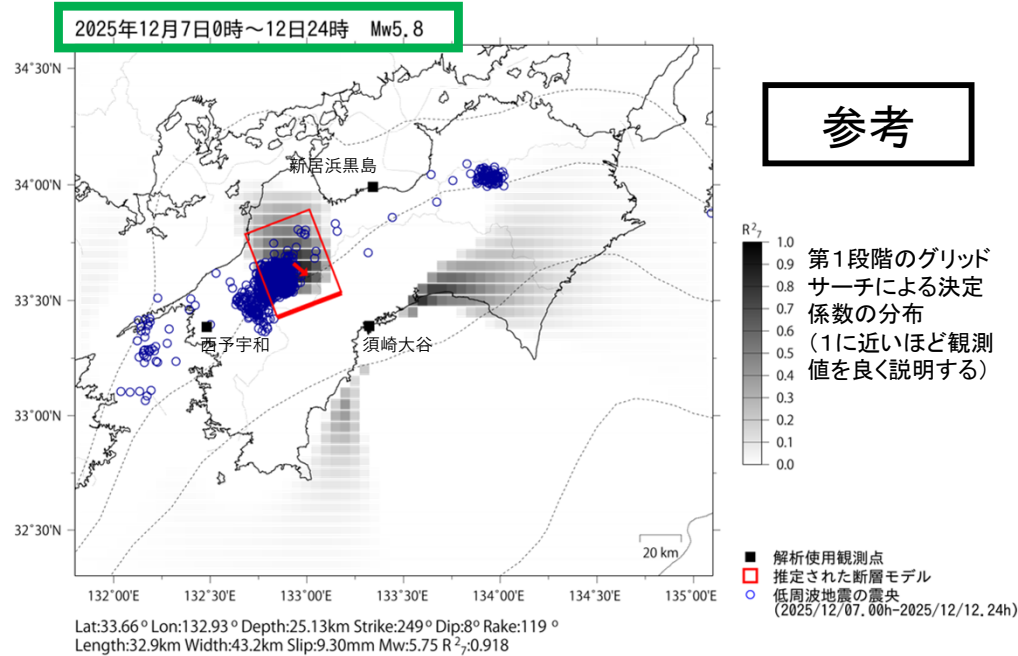 2025年12月7日0時～12日24時 Mw5.8
参考
34˚30'N
34˚00'N
33˚30'N
33˚00'N
32˚30'N
新居浜黒島
西予宇和
須崎大谷
20 km
132˚00'E 132˚30'E 133˚00'E 133˚30'E 134˚00'E 134˚30'E 135˚00'E
R²₇
1.0
0.9
0.8
0.7
0.6
0.5
0.4
0.3
0.2
0.1
0.0
第１段階のグリッド
サーチによる決定
係数の分布
（１に近いほど観測
値を良く説明する）
解析使用観測点
推定された断層モデル
低周波地震の震央
(2025/12/07.00h-2025/12/12.24h)
Lat:33.66° Lon:132.93° Depth:25.13km Strike:249° Dip:8° Rake:119 °
Length:32.9km Width:43.2km Slip:9.30mm Mw:5.75 R²₇:0.918